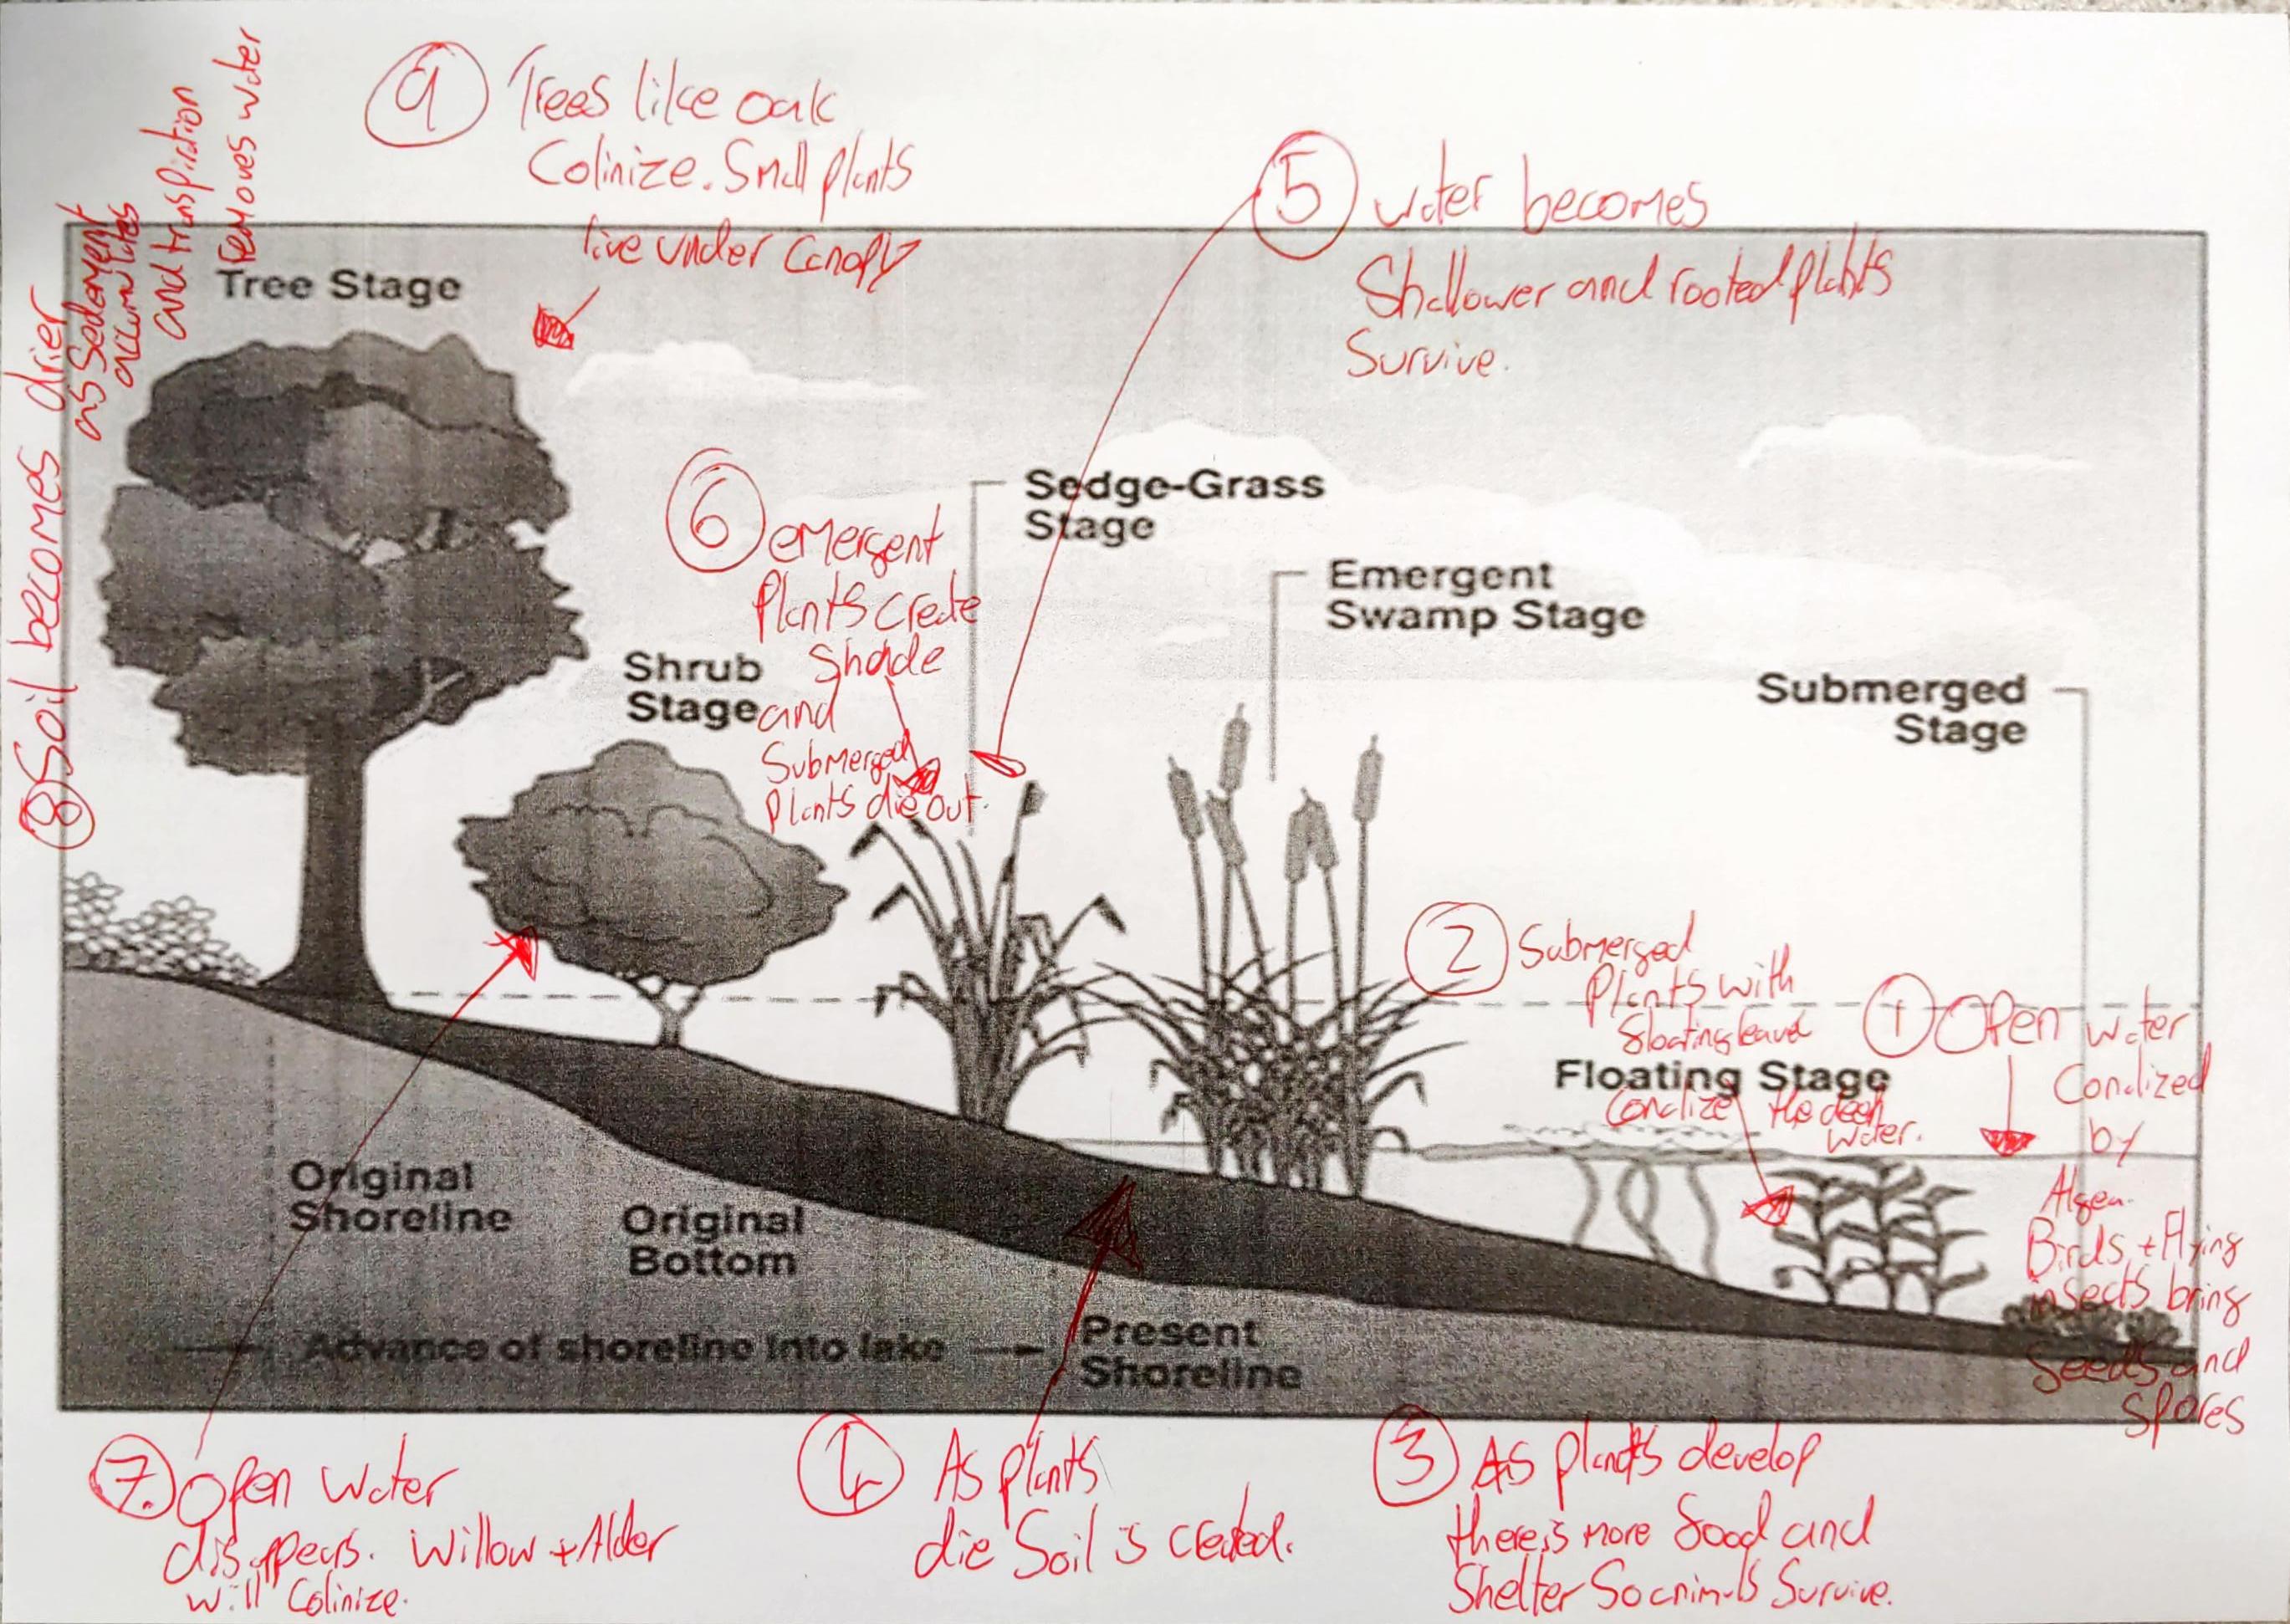 9 Trees like oak
Colinize. Small plants
live under canopy
8 Soil becomes drier
as Sedement
accumulates
and transpiration
removes water
5 water becomes
Shallower and rooted plants
Survive.
Tree Stage
6 emergent
Plants create
Shade
and
Submerged
Plants die out.
Shrub
Stage
Sedge-Grass
Stage
Emergent
Swamp Stage
Submerged
Stage
2 Submerged
Plants with
floating leaves
Conolize the deep
water.
Floating Stage
1 Open water
Conolized
by
Algea.
Birds + Flying
insects bring
Seeds and
Spores
Original
Shoreline
Original
Bottom
Advance of shoreline into lake
Present
Shoreline
7. Open water
disappears. Willow + Alder
will Colinize.
4 As plants
die Soil is created.
3 As plants develop
there is more food and
Shelter So animals Survive.